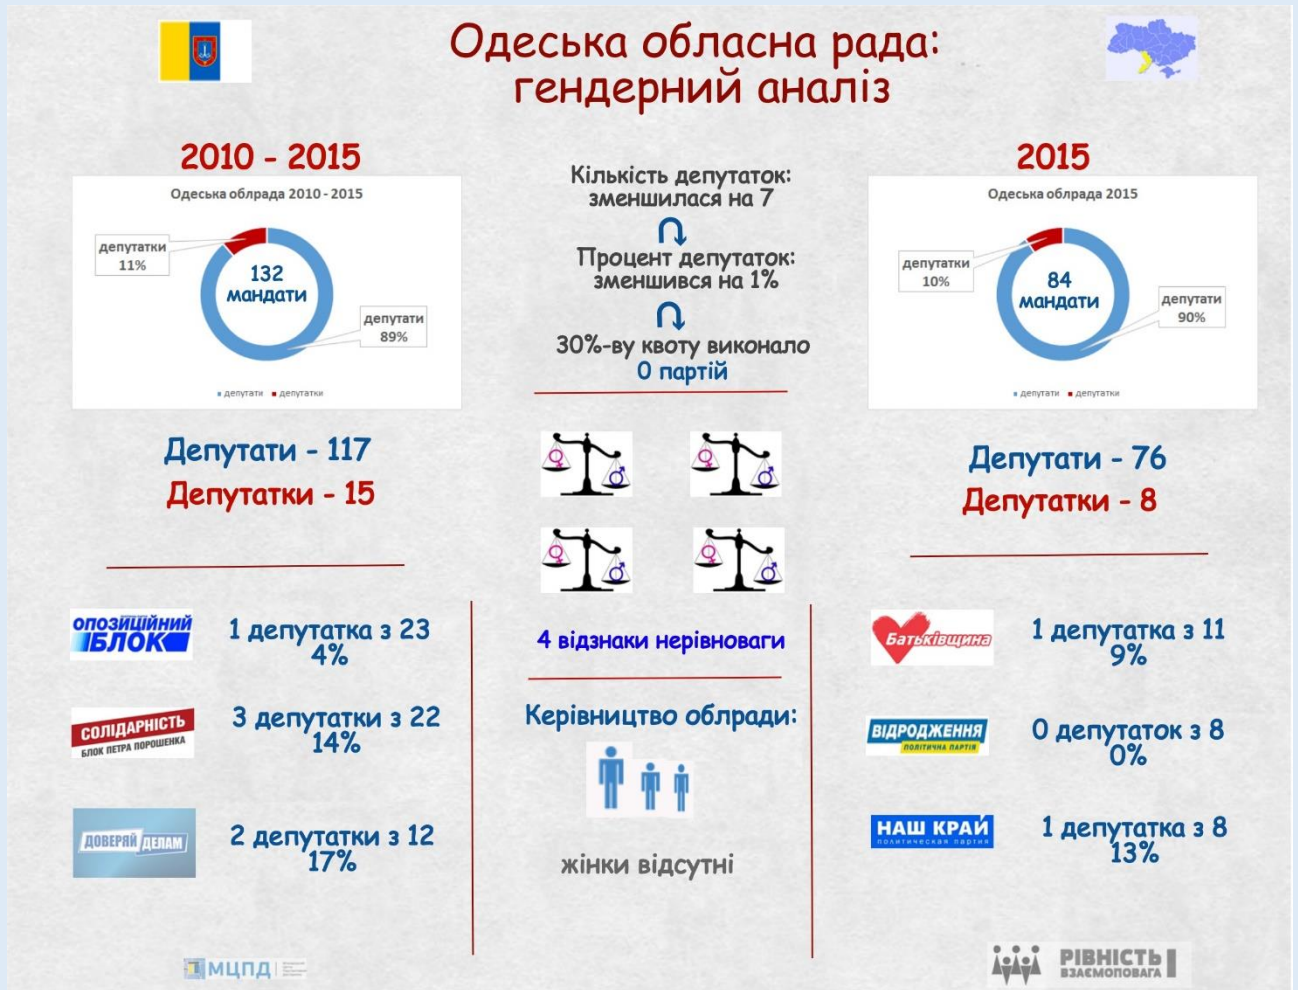 Одеська обласна рада:
гендерний аналіз
2010 - 2015
Одеська облрада 2010 - 2015
депутатки
11%
132
мандати
депутати
89%
депутати депутатки
Депутати - 117
Депутатки - 15
Кількість депутаток:
зменшилася на 7
Процент депутаток:
зменшився на 1%
30%-ву квоту виконало
0 партій
2015
Одеська облрада 2015
депутатки
10%
84
мандати
депутати
90%
депутати депутатки
Депутати - 76
Депутатки - 8
ОПОЗИЦІЙНИЙ
БЛОК
1 депутатка з 23
4%
СОЛІДАРНІСТЬ
БЛОК ПЕТРА ПОРОШЕНКА
3 депутатки з 22
14%
ДОВЕРЯЙ ДЕЛАМ
2 депутатки з 12
17%
4 відзнаки нерівноваги
Керівництво облради:
жінки відсутні
Батьківщина
1 депутатка з 11
9%
ВІДРОДЖЕННЯ
ПОЛІТИЧНА ПАРТІЯ
0 депутаток з 8
0%
НАШ КРАЙ
политическая партия
1 депутатка з 8
13%
МЦПД
РІВНІСТЬ
ВЗАЄМОПОВАГА